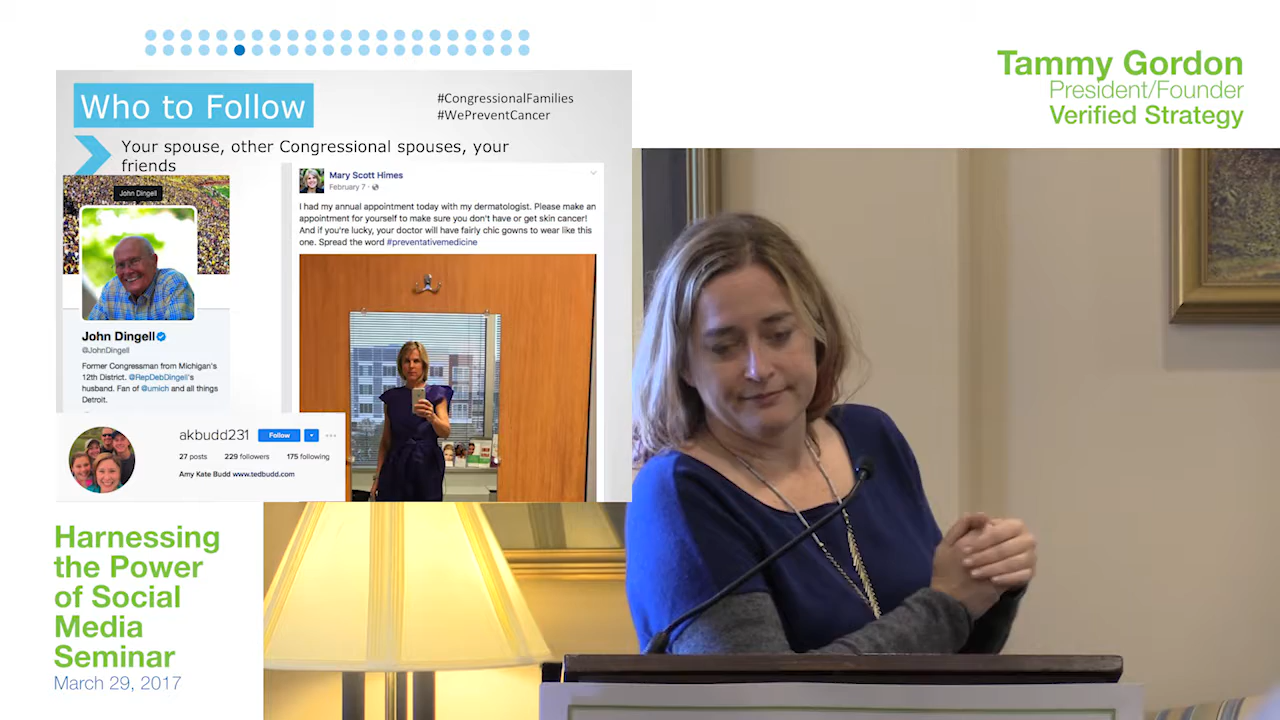 Who to Follow
#CongressionalFamilies
#WePreventCancer
Your spouse, other Congressional spouses, your
friends
John Dingell
John Dingell
@JohnDingell
Former Congressman from Michigan's
12th District. @RepDebDingell's
husband. Fan of @umich and all things
Detroit.
Mary Scott Himes
February 7
I had my annual appointment today with my dermatologist. Please make an
appointment for yourself to make sure you don't have or get skin cancer!
And if you're lucky, your doctor will have fairly chic gowns to wear like this
one. Spread the word #preventativemedicine
akbudd231 Follow
27 posts 229 followers 175 following
Amy Kate Budd www.tedbudd.com
Tammy Gordon
President/Founder
Verified Strategy
Harnessing
the Power
of Social
Media
Seminar
March 29, 2017